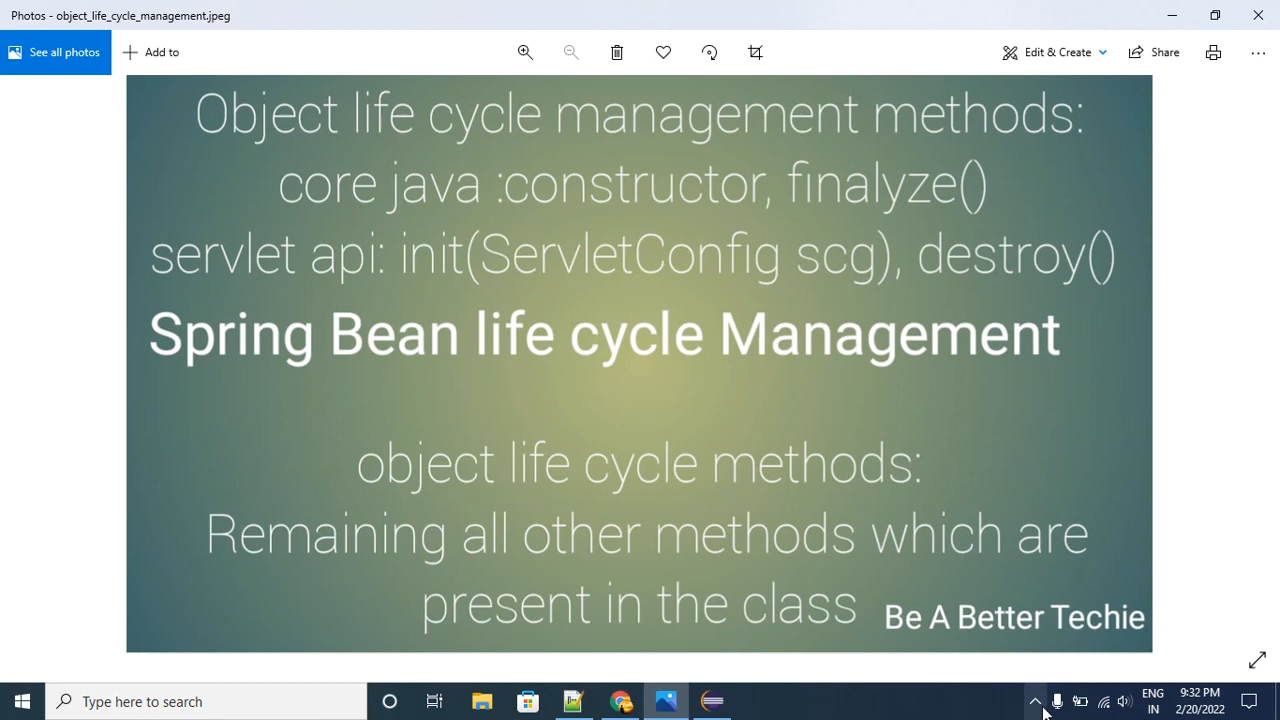 Photos - object_life_cycle_management.jpeg
See all photos
Add to
Edit & Create
Share
Object life cycle management methods:
core java :constructor, finalyze()
servlet api: init(ServletConfig scg), destroy()
Spring Bean life cycle Management
object life cycle methods:
Remaining all other methods which are
present in the class
Be A Better Techie
Type here to search
ENG
IN
9:32 PM
2/20/2022